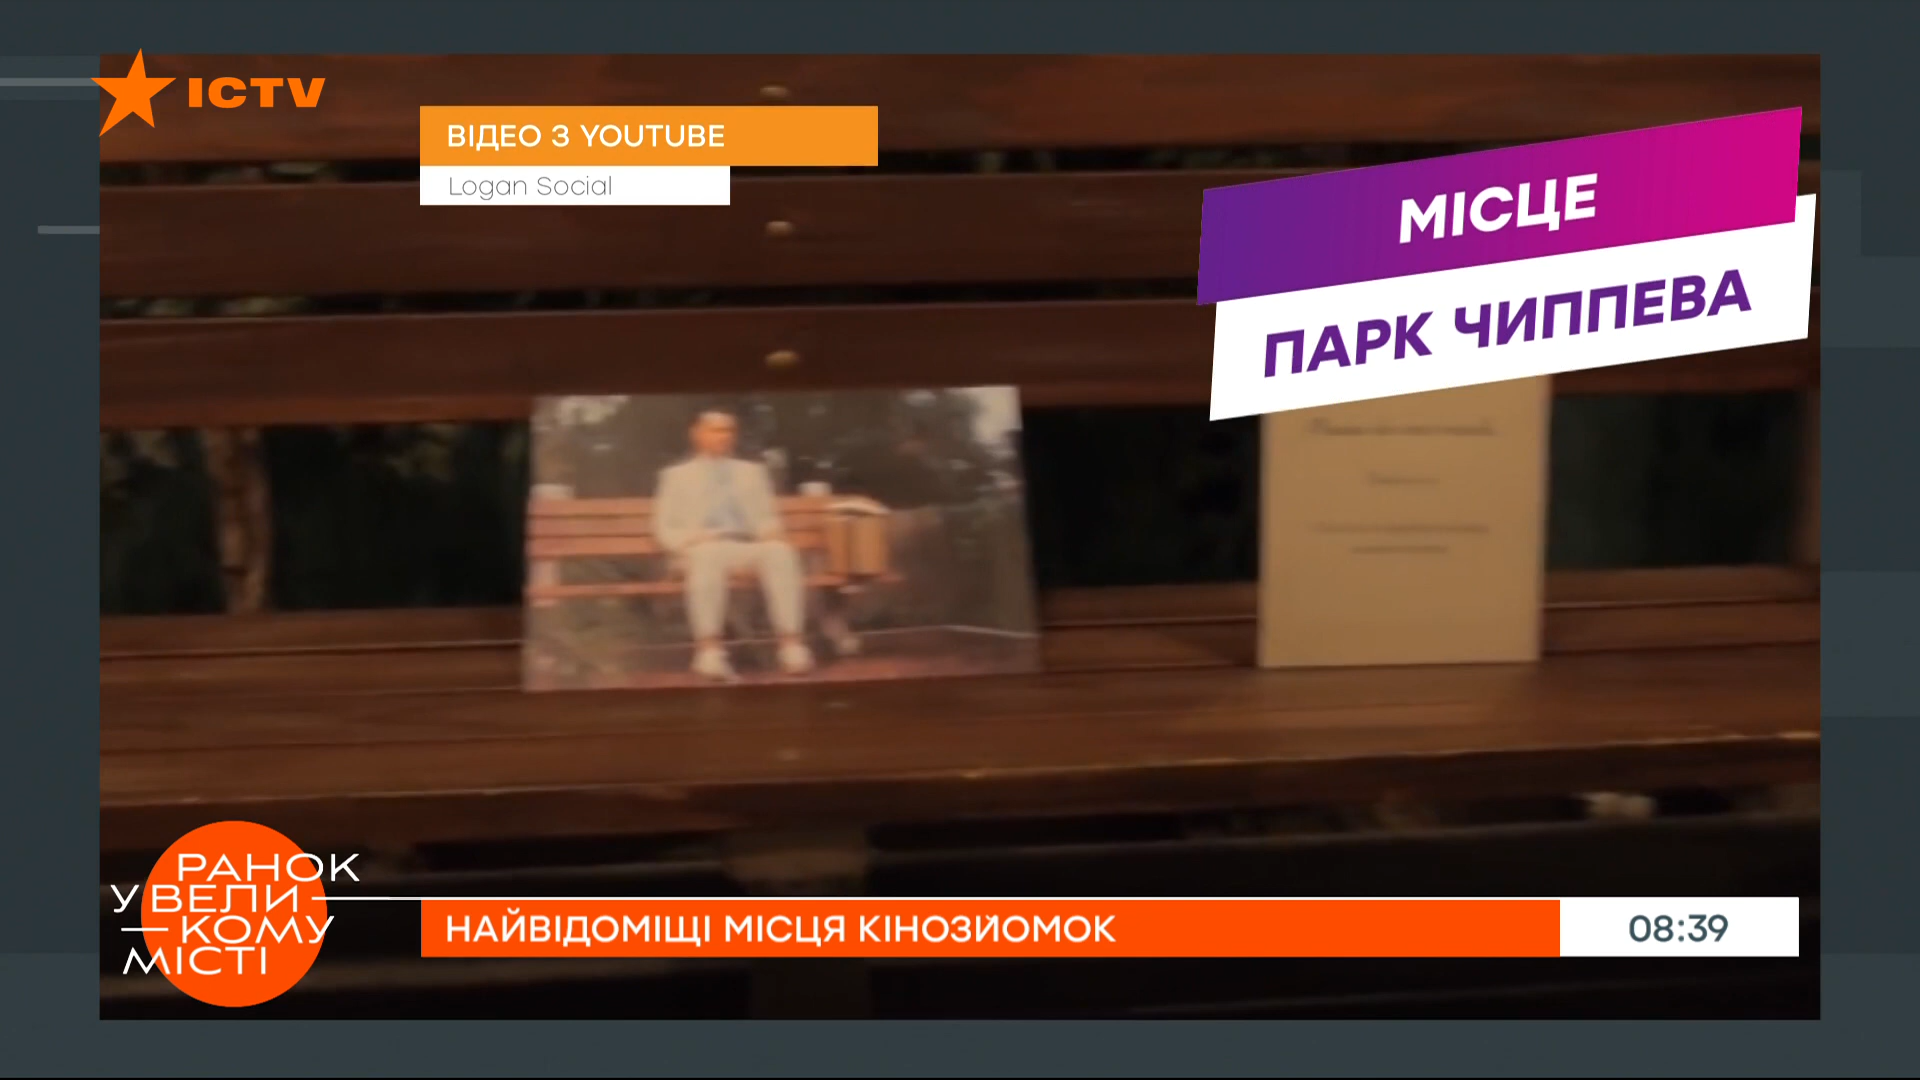 ICTV
ВІДЕО З YOUTUBE
Logan Social
МІСЦЕ
ПАРК ЧИППЕВА
РАНОК
У ВЕЛИ
КОМУ
МІСТІ
НАЙВІДОМІЩІ МІСЦЯ КІНОЗЙОМОК
08:39